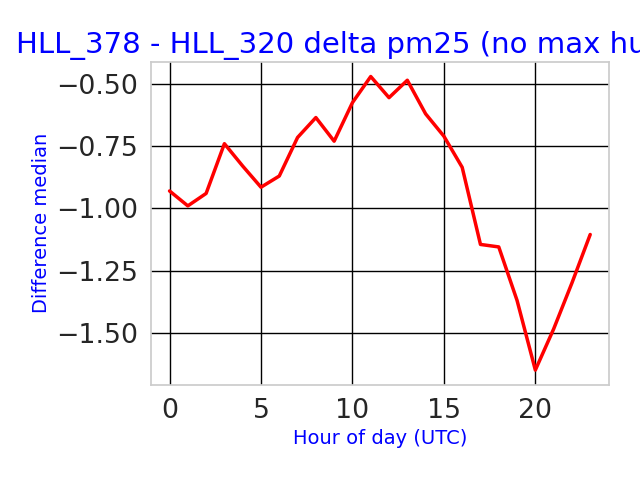 HLL_378 - HLL_320 delta pm25 (no max
Difference median
−0.50
−0.75
−1.00
−1.25
−1.50
0 5 10 15 20
Hour of day (UTC)